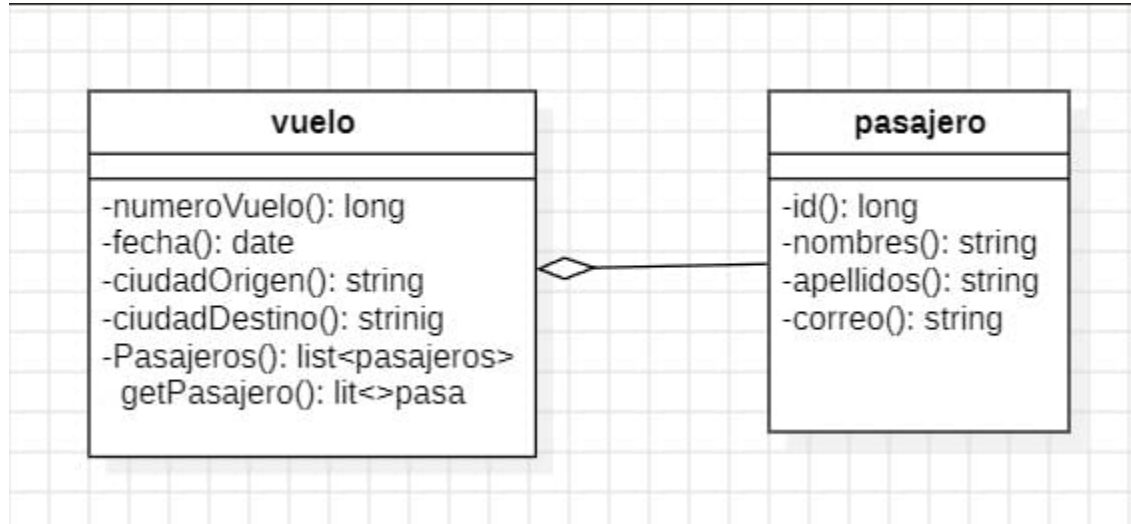 vuelo
-numeroVuelo(): long
-fecha(): date
-ciudadOrigen(): string
-ciudadDestino(): strinig
-Pasajeros(): list<pasajeros>
getPasajero(): lit<>pasa
pasajero
-id(): long
-nombres(): string
-apellidos(): string
-correo(): string